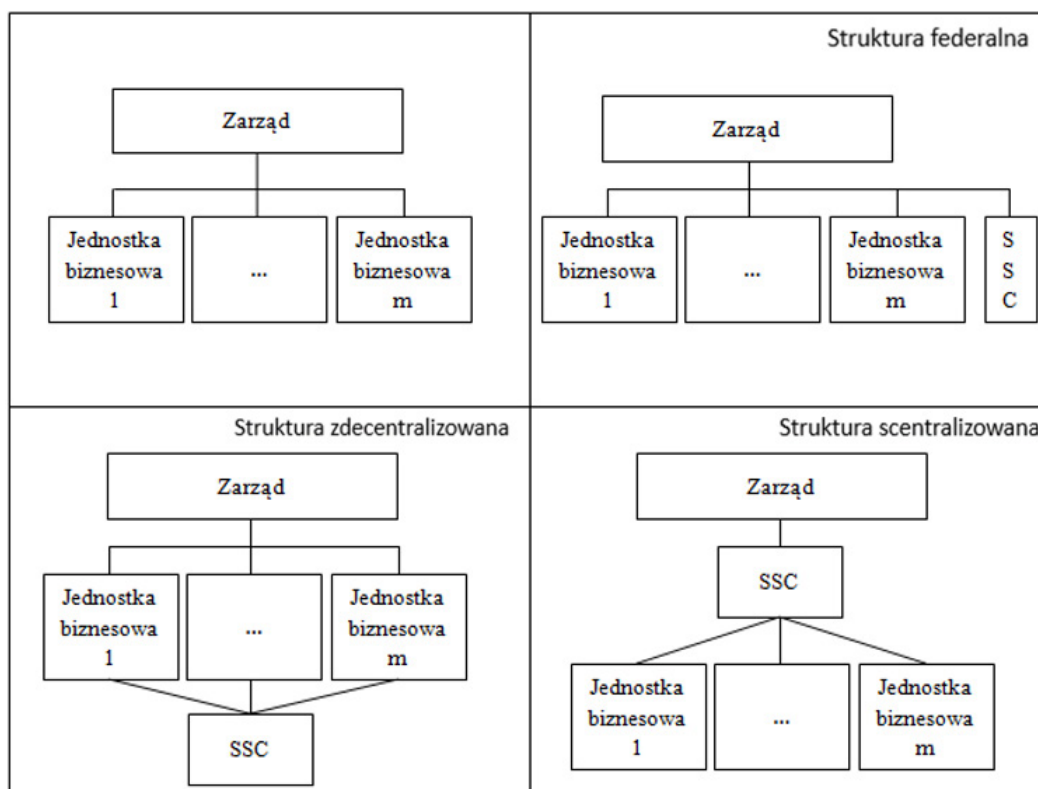 Zarząd
Jednostka
biznesowa
1
...
Jednostka
biznesowa
m
Struktura federalna
Zarząd
Jednostka
biznesowa
1
...
Jednostka
biznesowa
m
S
S
C
Struktura zdecentralizowana
Zarząd
Jednostka
biznesowa
1
...
Jednostka
biznesowa
m
SSC
Struktura scentralizowana
Zarząd
SSC
Jednostka
biznesowa
1
...
Jednostka
biznesowa
m